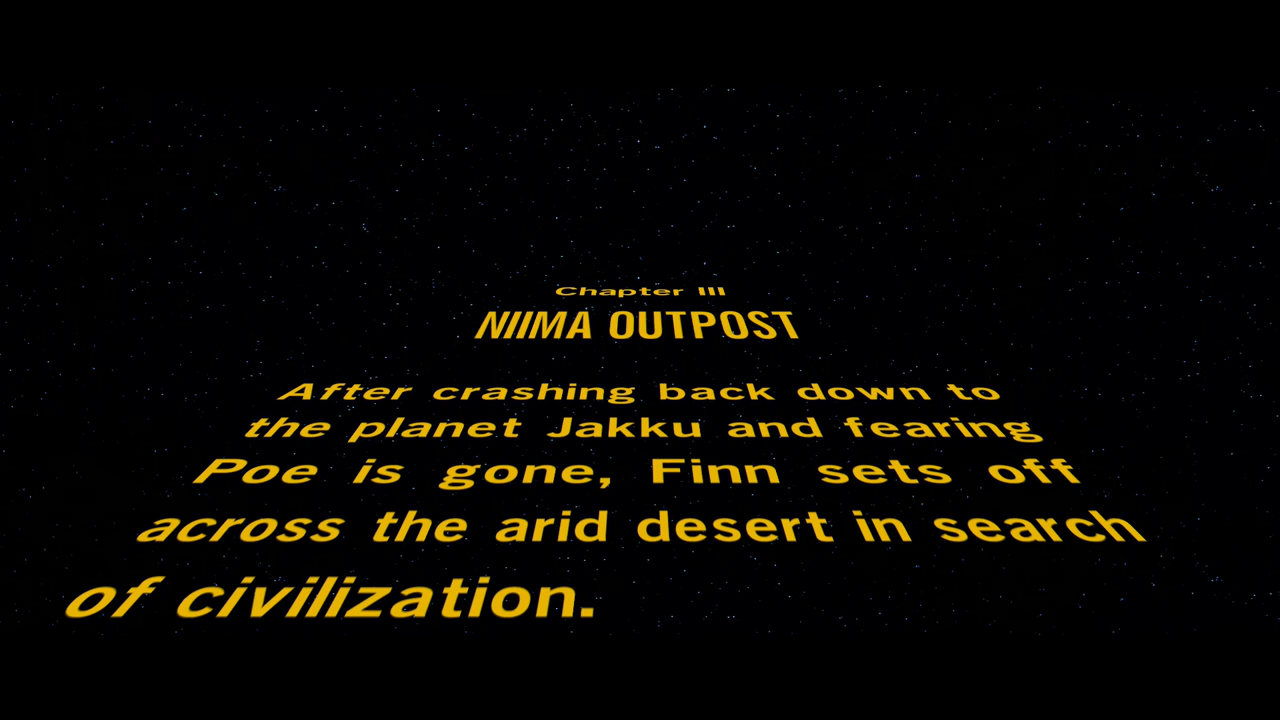 Chapter III
NIIMA OUTPOST
After crashing back down to
the planet Jakku and fearing
Poe is gone, Finn sets off
across the arid desert in search
of civilization.